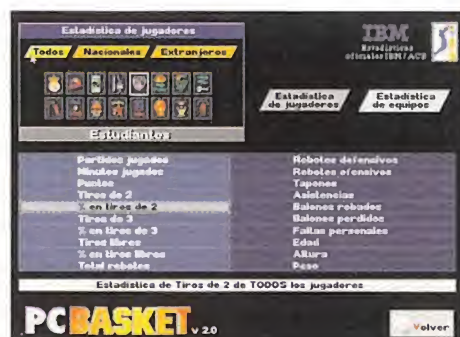 Estadística de jugadores
IBM
Todos Nacionales Extranjeros
Estadísticas
oficiales IBM/ACB
Estadística
de jugadores
Estadística
de equipos
Estudiantes
Partidos jugados
Minutos jugados
Puntos
Tiros de 2
% en tiros de 2
Tiros de 3
% en tiros de 3
Tiros libres
% en tiros libres
Total rebotes
Rebotes defensivos
Rebotes ofensivos
Tapones
Asistencias
Balones robados
Balones perdidos
Faltas personales
Edad
Altura
Peso
Estadística de Tiros de 2 de TODOS los jugadores
PCBASKET v 2.0
Volver